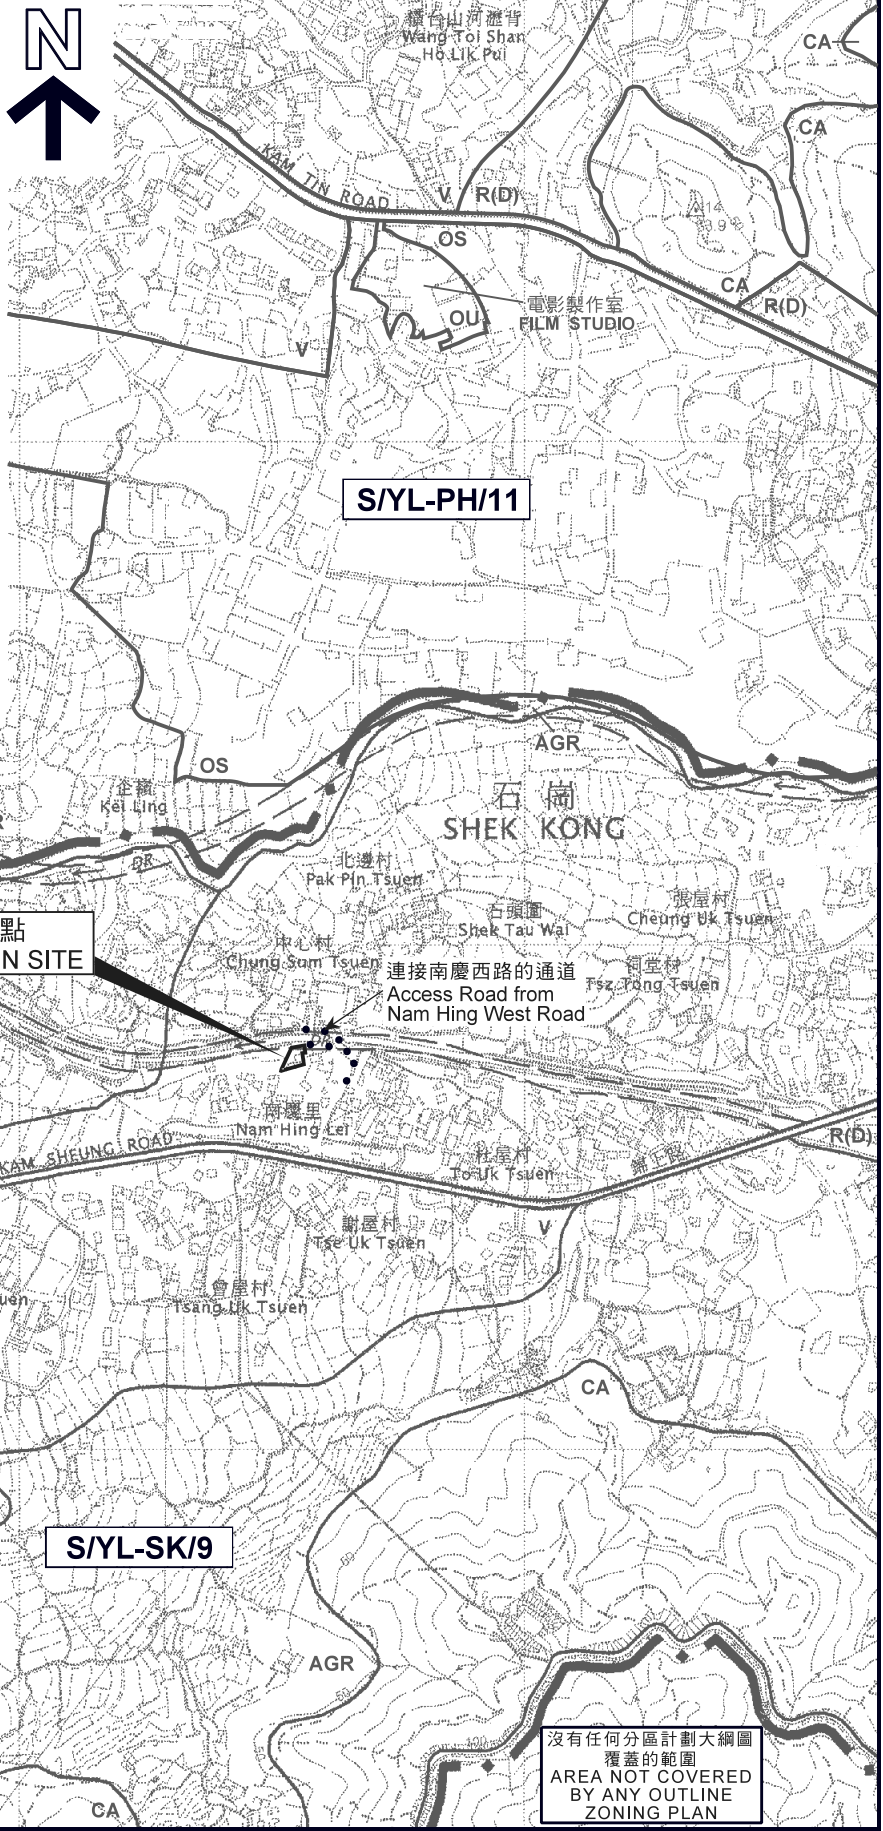 N
橫台山河瀝背
Wang Toi Shan
Ho Lik Pui
CA
CA
KAM TIN ROAD
V
R(D)
OS
CA
R(D)
電影製作室
FILM STUDIO
OU
V
S/YL-PH/11
OS
AGR
企嶺
Kei Ling
石崗
SHEK KONG
DR
北邊村
Pak Pin Tsuen
石頭圍
Shek Tau Wai
張屋村
Cheung Uk Tsuen
點
N SITE
中心村
Chung Sum Tsuen
祠堂村
Tsz Tong Tsuen
連接南慶西路的通道
Access Road from
Nam Hing West Road
南慶里
Nam Hing Lei
KAM SHEUNG ROAD
杜屋村
To Uk Tsuen
錦上路
R(D)
謝屋村
Tse Uk Tsuen
V
曾屋村
Tsang Uk Tsuen
uen
CA
S/YL-SK/9
50
AGR
50
100
沒有任何分區計劃大綱圖
覆蓋的範圍
AREA NOT COVERED
BY ANY OUTLINE
ZONING PLAN
CA